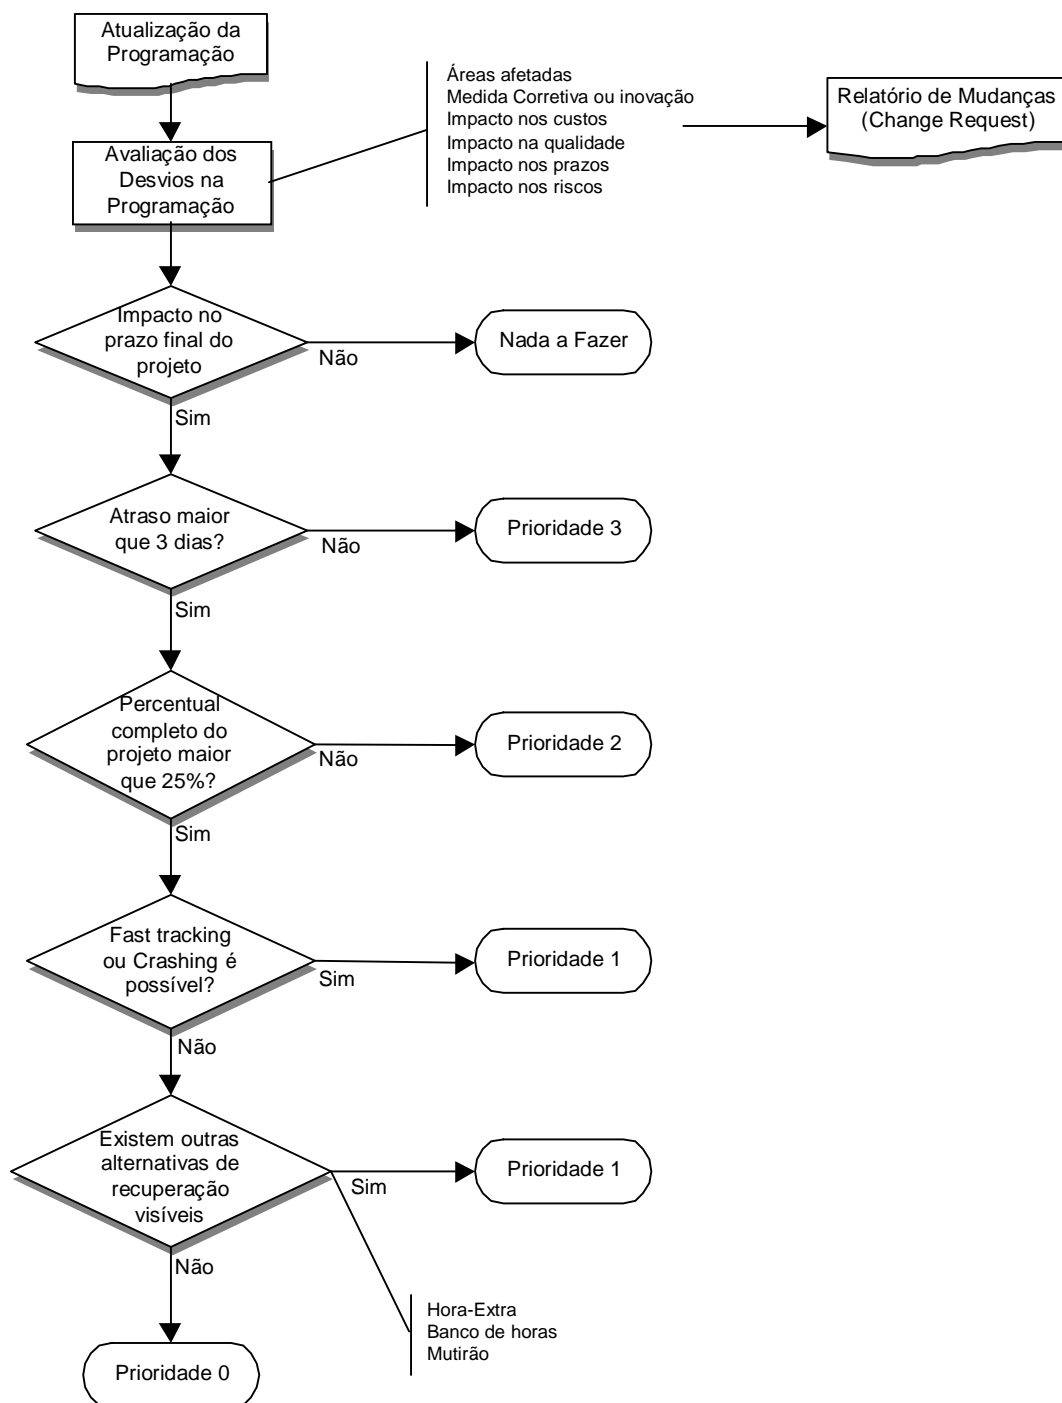 Atualização da
Programação
Áreas afetadas
Medida Corretiva ou inovação
Impacto nos custos
Impacto na qualidade
Impacto nos prazos
Impacto nos riscos
Relatório de Mudanças
(Change Request)
Avaliação dos
Desvios na
Programação
Impacto no
prazo final do
projeto
Não
Nada a Fazer
Sim
Atraso maior
que 3 dias?
Não
Prioridade 3
Sim
Percentual
completo do
projeto maior
que 25%?
Não
Prioridade 2
Sim
Fast tracking
ou Crashing é
possível?
Sim
Prioridade 1
Não
Existem outras
alternativas de
recuperação
visíveis
Sim
Prioridade 1
Não
Hora-Extra
Banco de horas
Mutirão
Prioridade 0